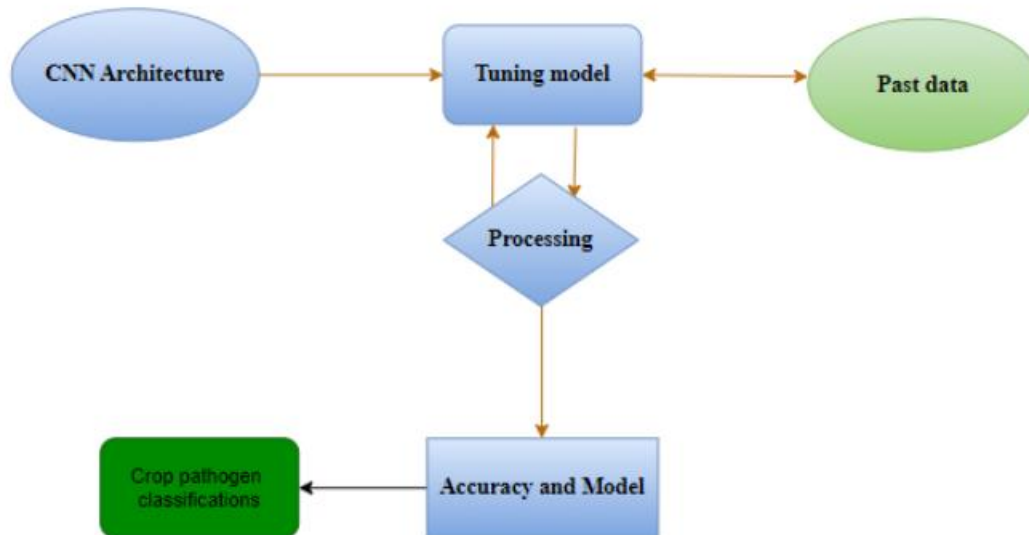 CNN Architecture
Tuning model
Past data
Processing
Accuracy and Model
Crop pathogen
classifications